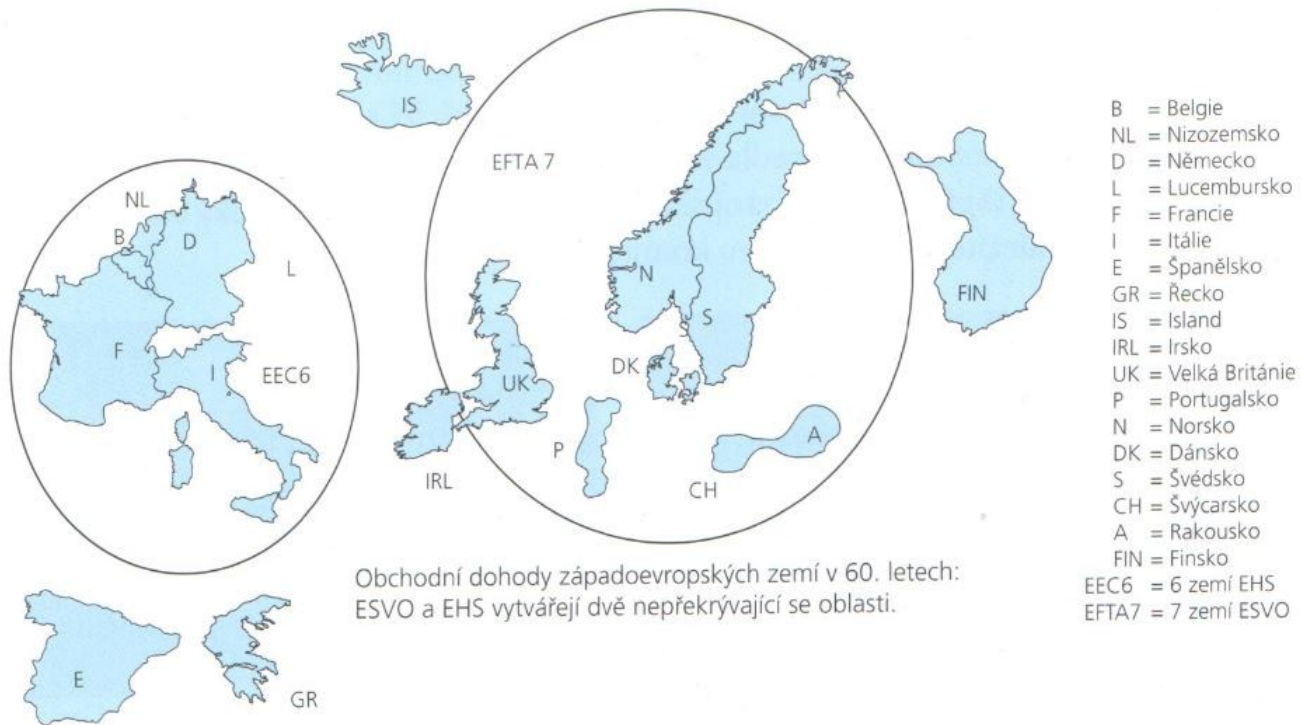 IS
EFTA 7
NL
B
D
L
F
I
EEC6
N
S
FIN
DK
UK
IRL
P
A
CH
E
GR
Obchodní dohody západoevropských zemí v 60. letech:
ESVO a EHS vytvářejí dvě nepřekrývající se oblasti.
B = Belgie
NL = Nizozemsko
D = Německo
L = Lucembursko
F = Francie
I = Itálie
E = Španělsko
GR = Řecko
IS = Island
IRL = Irsko
UK = Velká Británie
P = Portugalsko
N = Norsko
DK = Dánsko
S = Švédsko
CH = Švýcarsko
A = Rakousko
FIN = Finsko
EEC6 = 6 zemí EHS
EFTA7 = 7 zemí ESVO